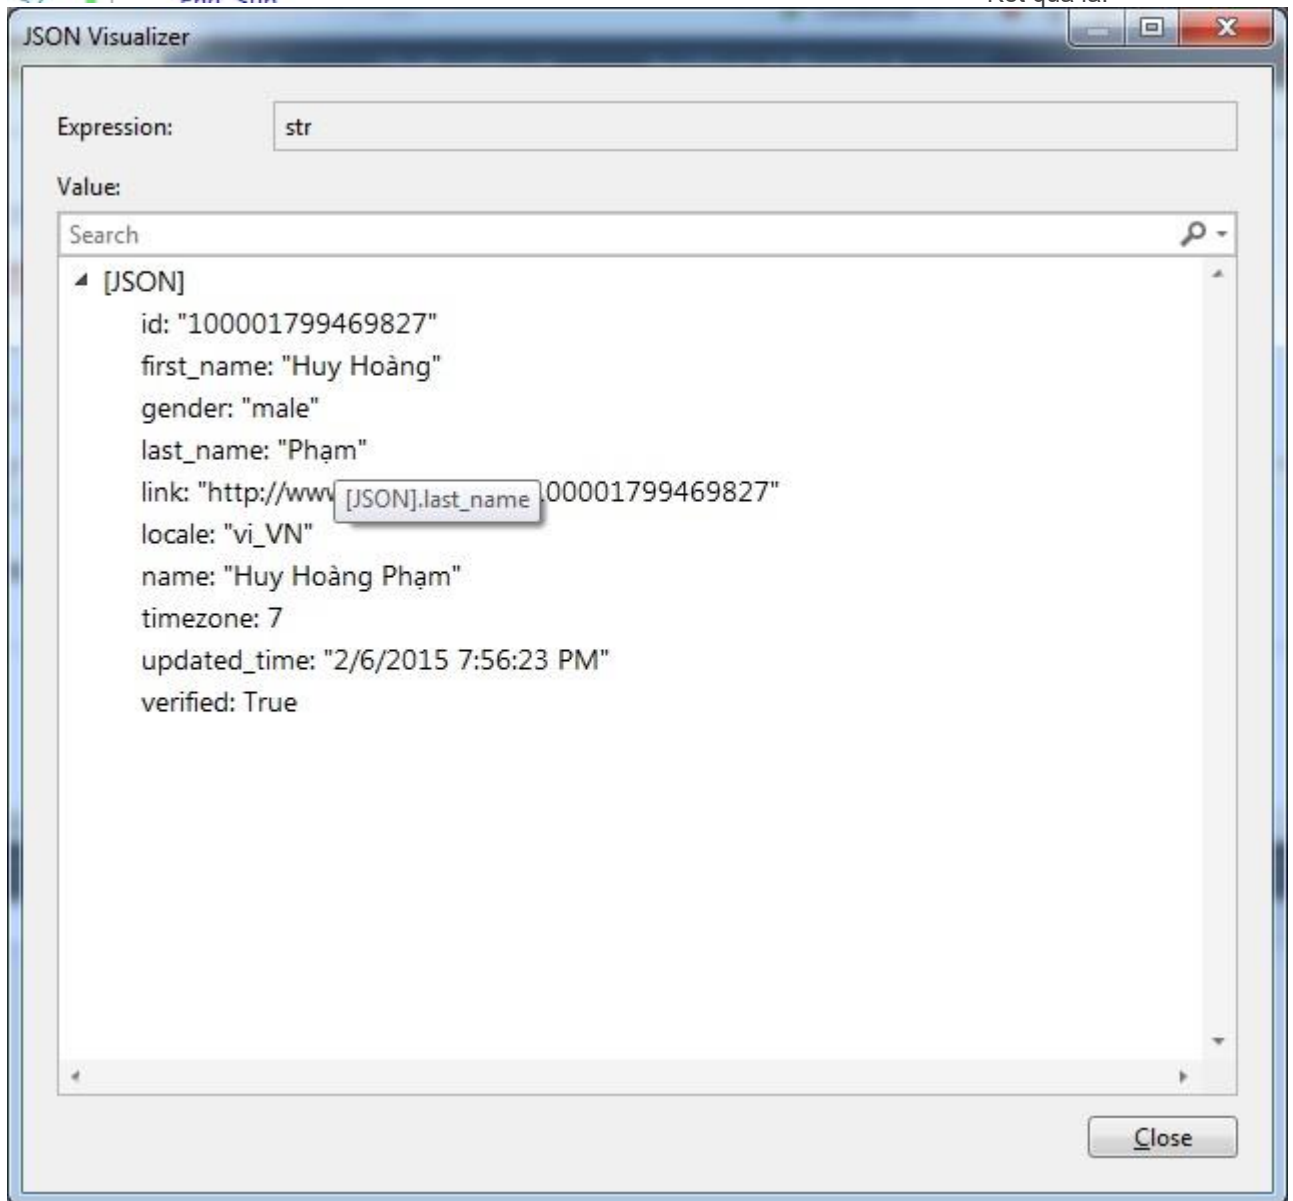 JSON Visualizer
Expression:
str
Value:
Search
[JSON]
id: "100001799469827"
first_name: "Huy Hoàng"
gender: "male"
last_name: "Phạm"
link: "http://www 00001799469827"
[JSON].last_name
locale: "vi_VN"
name: "Huy Hoàng Phạm"
timezone: 7
updated_time: "2/6/2015 7:56:23 PM"
verified: True
Close